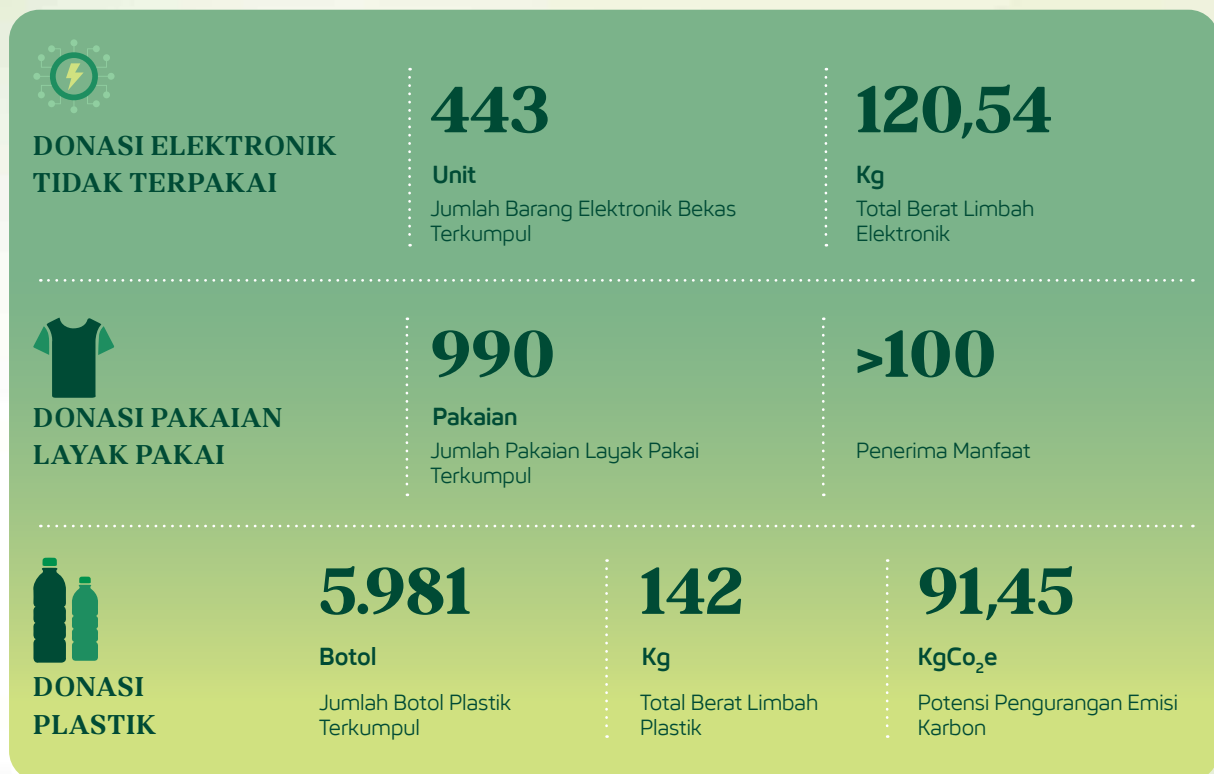 DONASI ELEKTRONIK
TIDAK TERPAKAI
443
Unit
Jumlah Barang Elektronik Bekas
Terkumpul
120,54
Kg
Total Berat Limbah
Elektronik
DONASI PAKAIAN
LAYAK PAKAI
990
Pakaian
Jumlah Pakaian Layak Pakai
Terkumpul
>100
Penerima Manfaat
DONASI
PLASTIK
5.981
Botol
Jumlah Botol Plastik
Terkumpul
142
Kg
Total Berat Limbah
Plastik
91,45
KgCo₂e
Potensi Pengurangan Emisi
Karbon